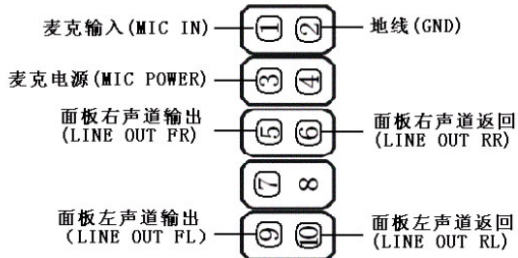 麦克输入(MIC IN) 1 2 地线(GND)
麦克电源(MIC POWER) 3 4
面板右声道输出
(LINE OUT FR)
5 6
面板右声道返回
(LINE OUT RR)
7 8
面板左声道输出
(LINE OUT FL)
9 10
面板左声道返回
(LINE OUT RL)